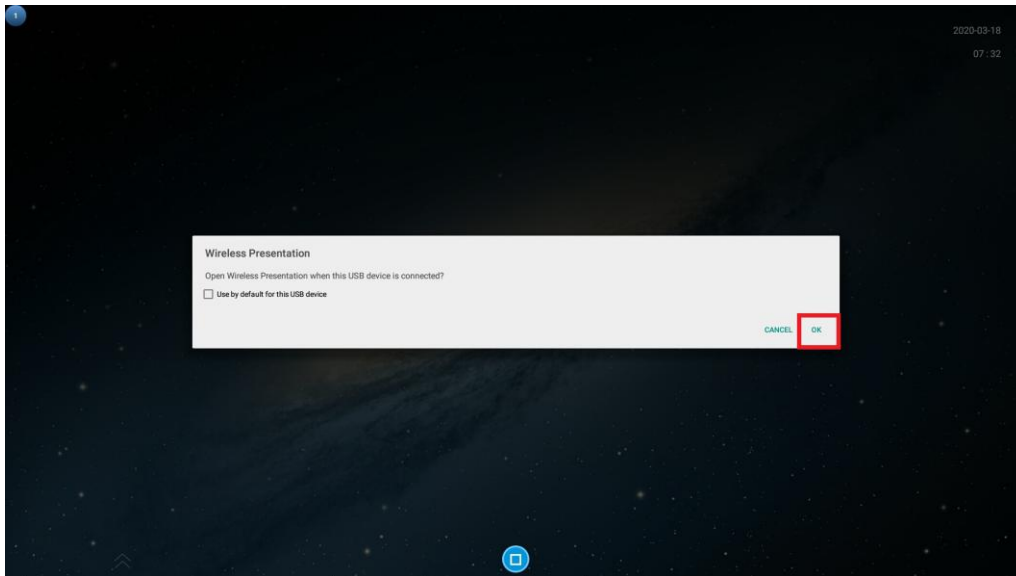 1
2020-03-18
07 : 32
Wireless Presentation
Open Wireless Presentation when this USB device is connected?
Use by default for this USB device
CANCEL OK